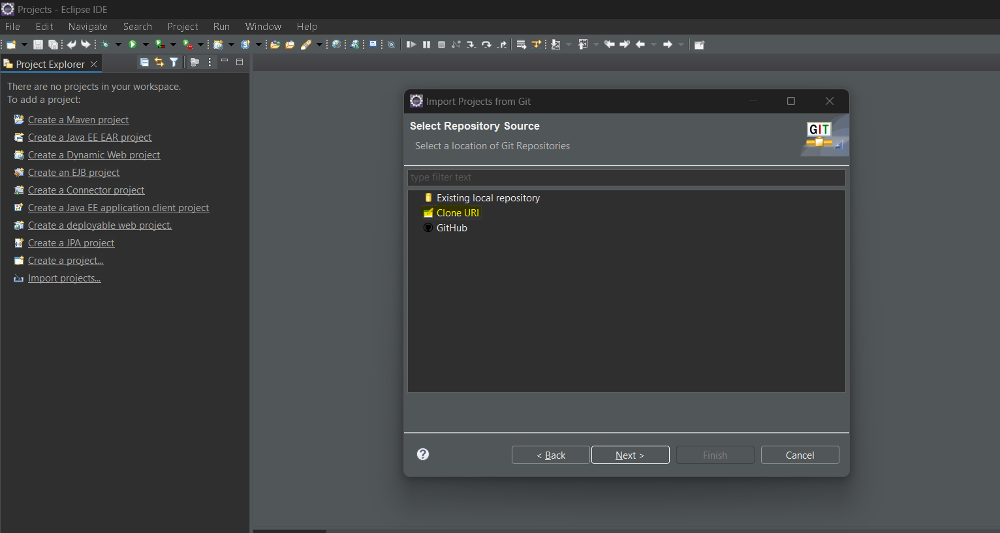 Projects - Eclipse IDE
File Edit Navigate Search Project Run Window Help
Project Explorer
There are no projects in your workspace.
To add a project:
Create a Maven project
Create a Java EE EAR project
Create a Dynamic Web project
Create an EJB project
Create a Connector project
Create a Java EE application client project
Create a deployable web project.
Create a JPA project
Create a project...
Import projects...
Import Projects from Git
Select Repository Source
Select a location of Git Repositories
GIT
type filter text
Existing local repository
Clone URI
GitHub
< Back Next > Finish Cancel